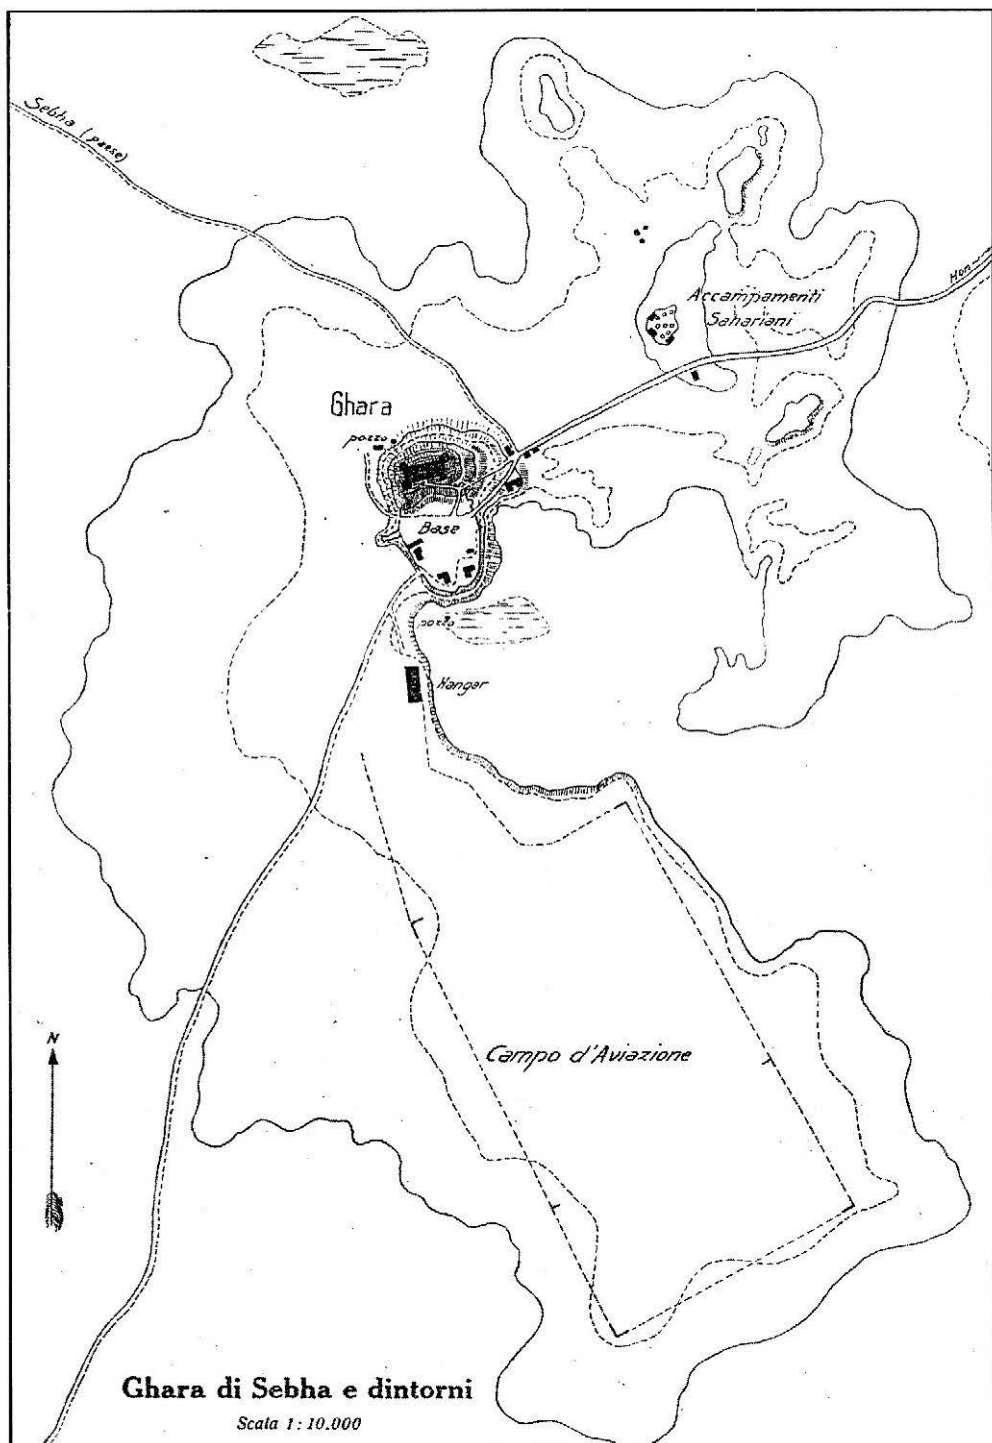 Sebha (paese)
Hon
Accampamenti
Sahariani
Ghara
pozzo
Base
pozzo
Hangar
Campo d'Aviazione
N
Ghara di Sebha e dintorni
Scala 1:10.000